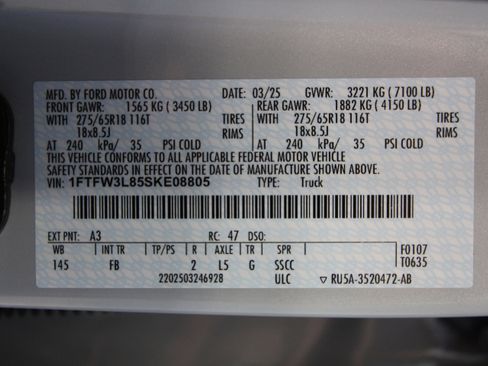 MFD. BY FORD MOTOR CO. DATE: 03/25 GVWR: 3221 KG ( 7100 LB)
FRONT GAWR: 1565 KG ( 3450 LB) REAR GAWR: 1882 KG ( 4150 LB)
WITH 275/65R18 116T TIRES WITH 275/65R18 116T TIRES
18x8.5J RIMS 18x8.5J RIMS
AT 240 kPa/ 35 PSI COLD AT 240 kPa/ 35 PSI COLD
THIS VEHICLE CONFORMS TO ALL APPLICABLE FEDERAL MOTOR VEHICLE
SAFETY STANDARDS IN EFFECT ON THE DATE OF MANUFACTURE SHOWN ABOVE.
VIN: 1FTFW3L85SKE08805 TYPE: Truck
EXT PNT: A3 RC: 47 DSO:
WB INT TR TP/PS R AXLE TR SPR F0107
145 FB 2 L5 G SSCC T0635
2202503246928 ULC ▽ RU5A-3520472-AB